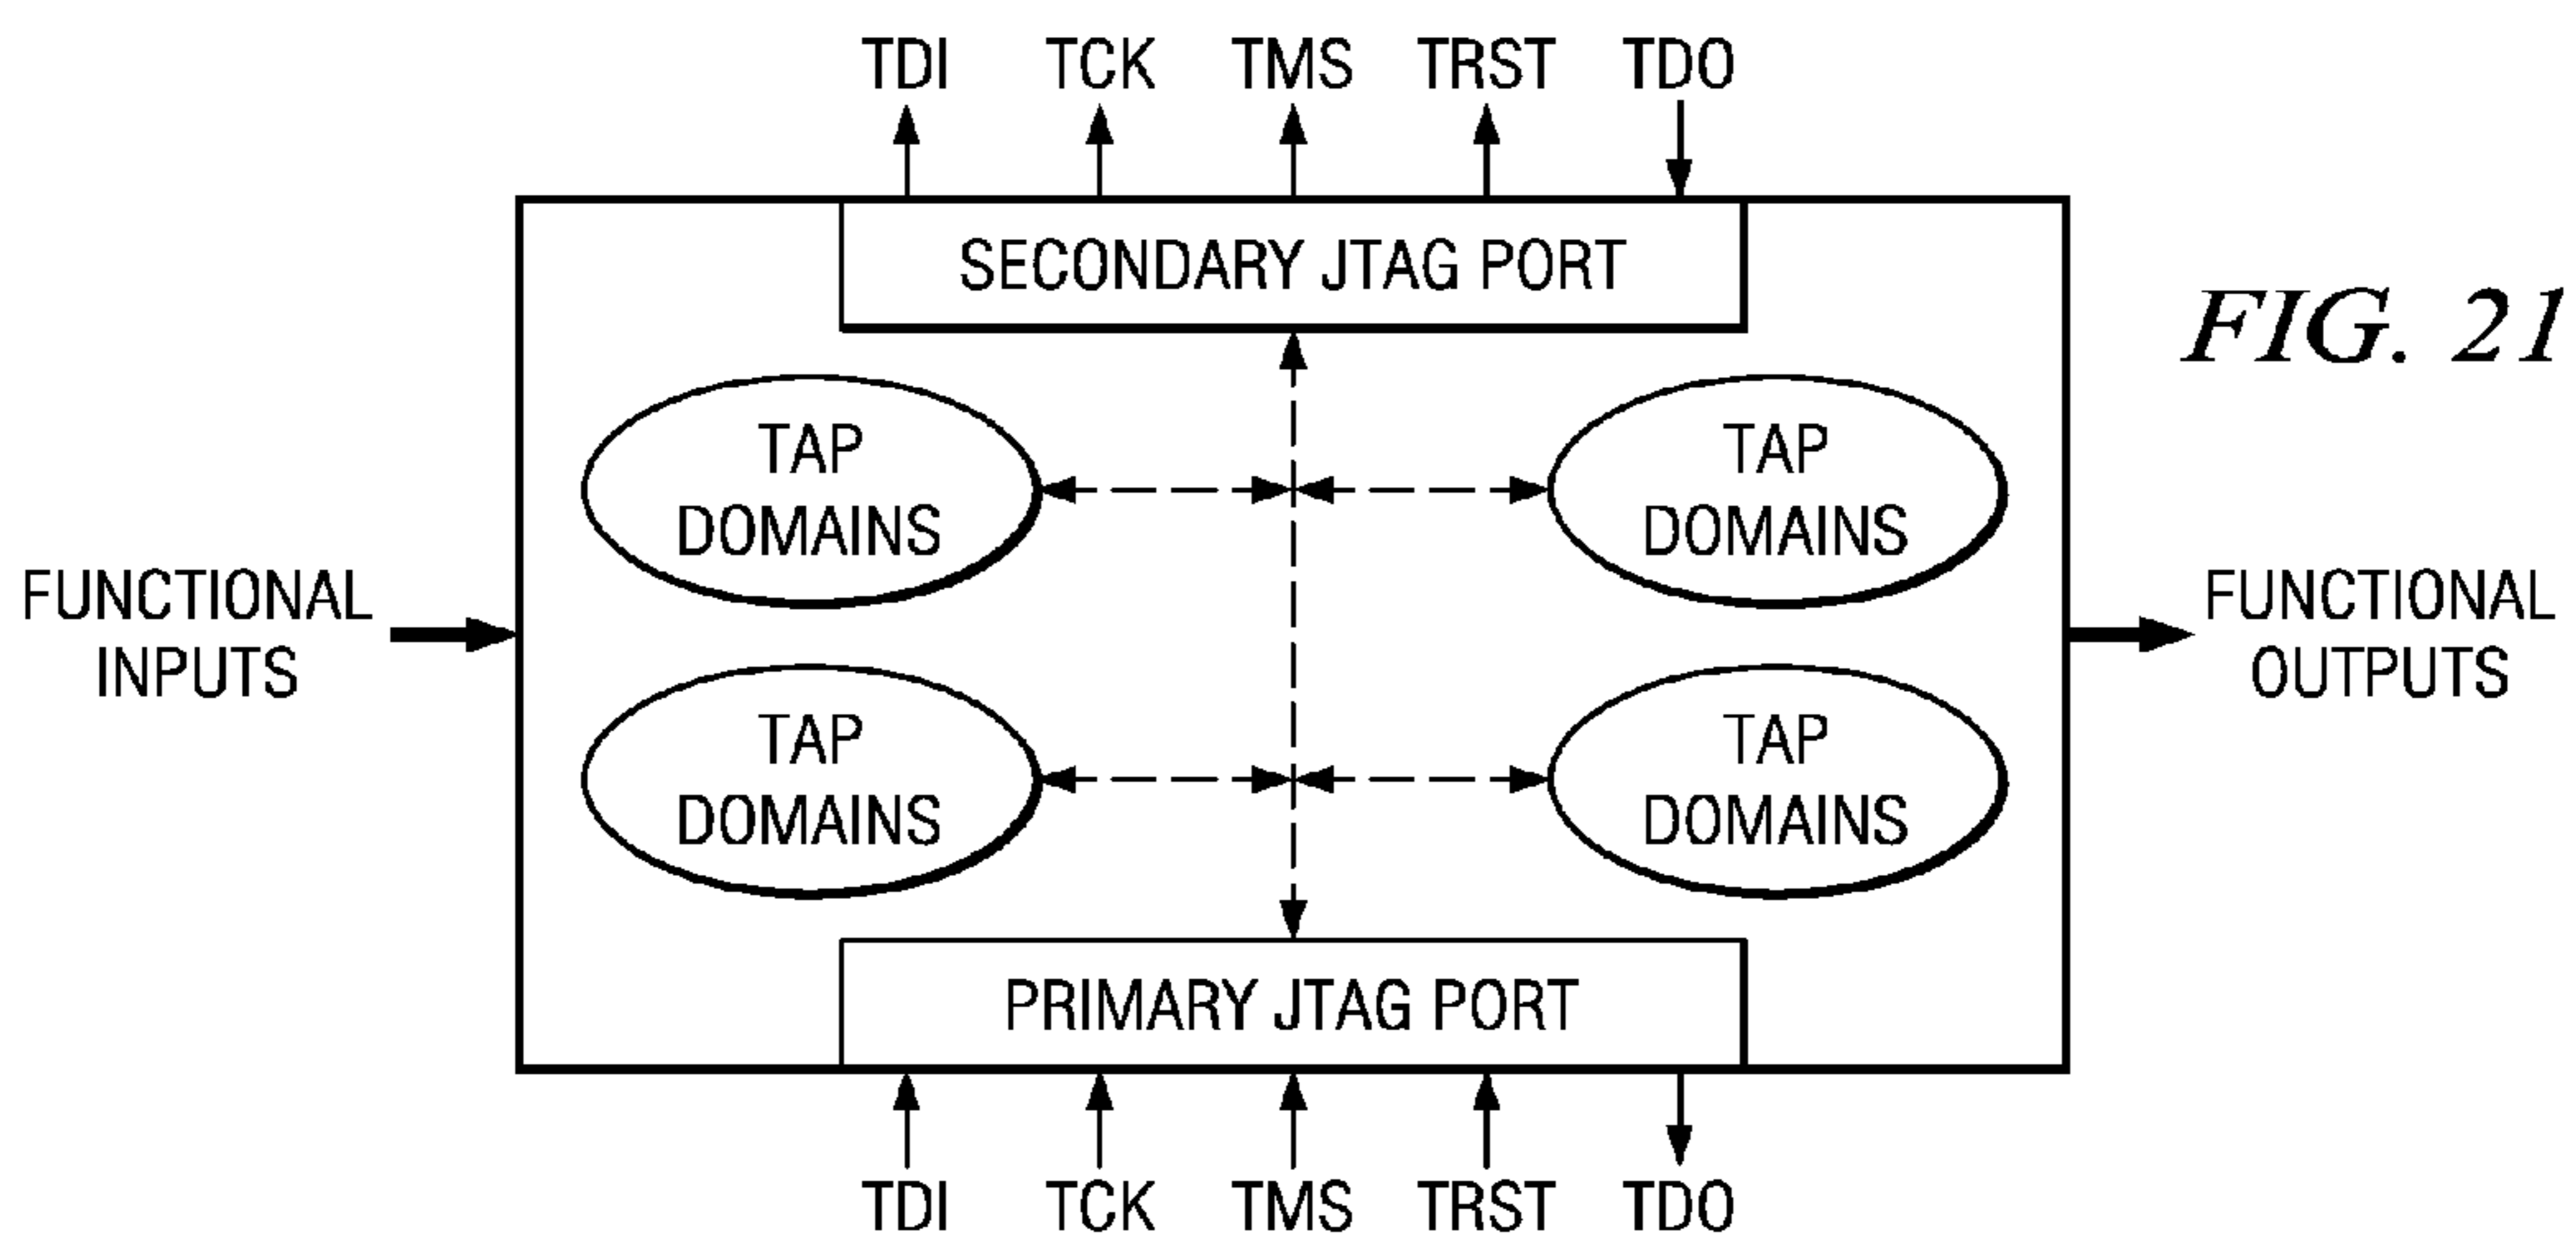 TDI TCK TMS TRST TDO
SECONDARY JTAG PORT
FIG. 21
TAP
DOMAINS
TAP
DOMAINS
FUNCTIONAL
INPUTS
FUNCTIONAL
OUTPUTS
TAP
DOMAINS
TAP
DOMAINS
PRIMARY JTAG PORT
TDI TCK TMS TRST TDO